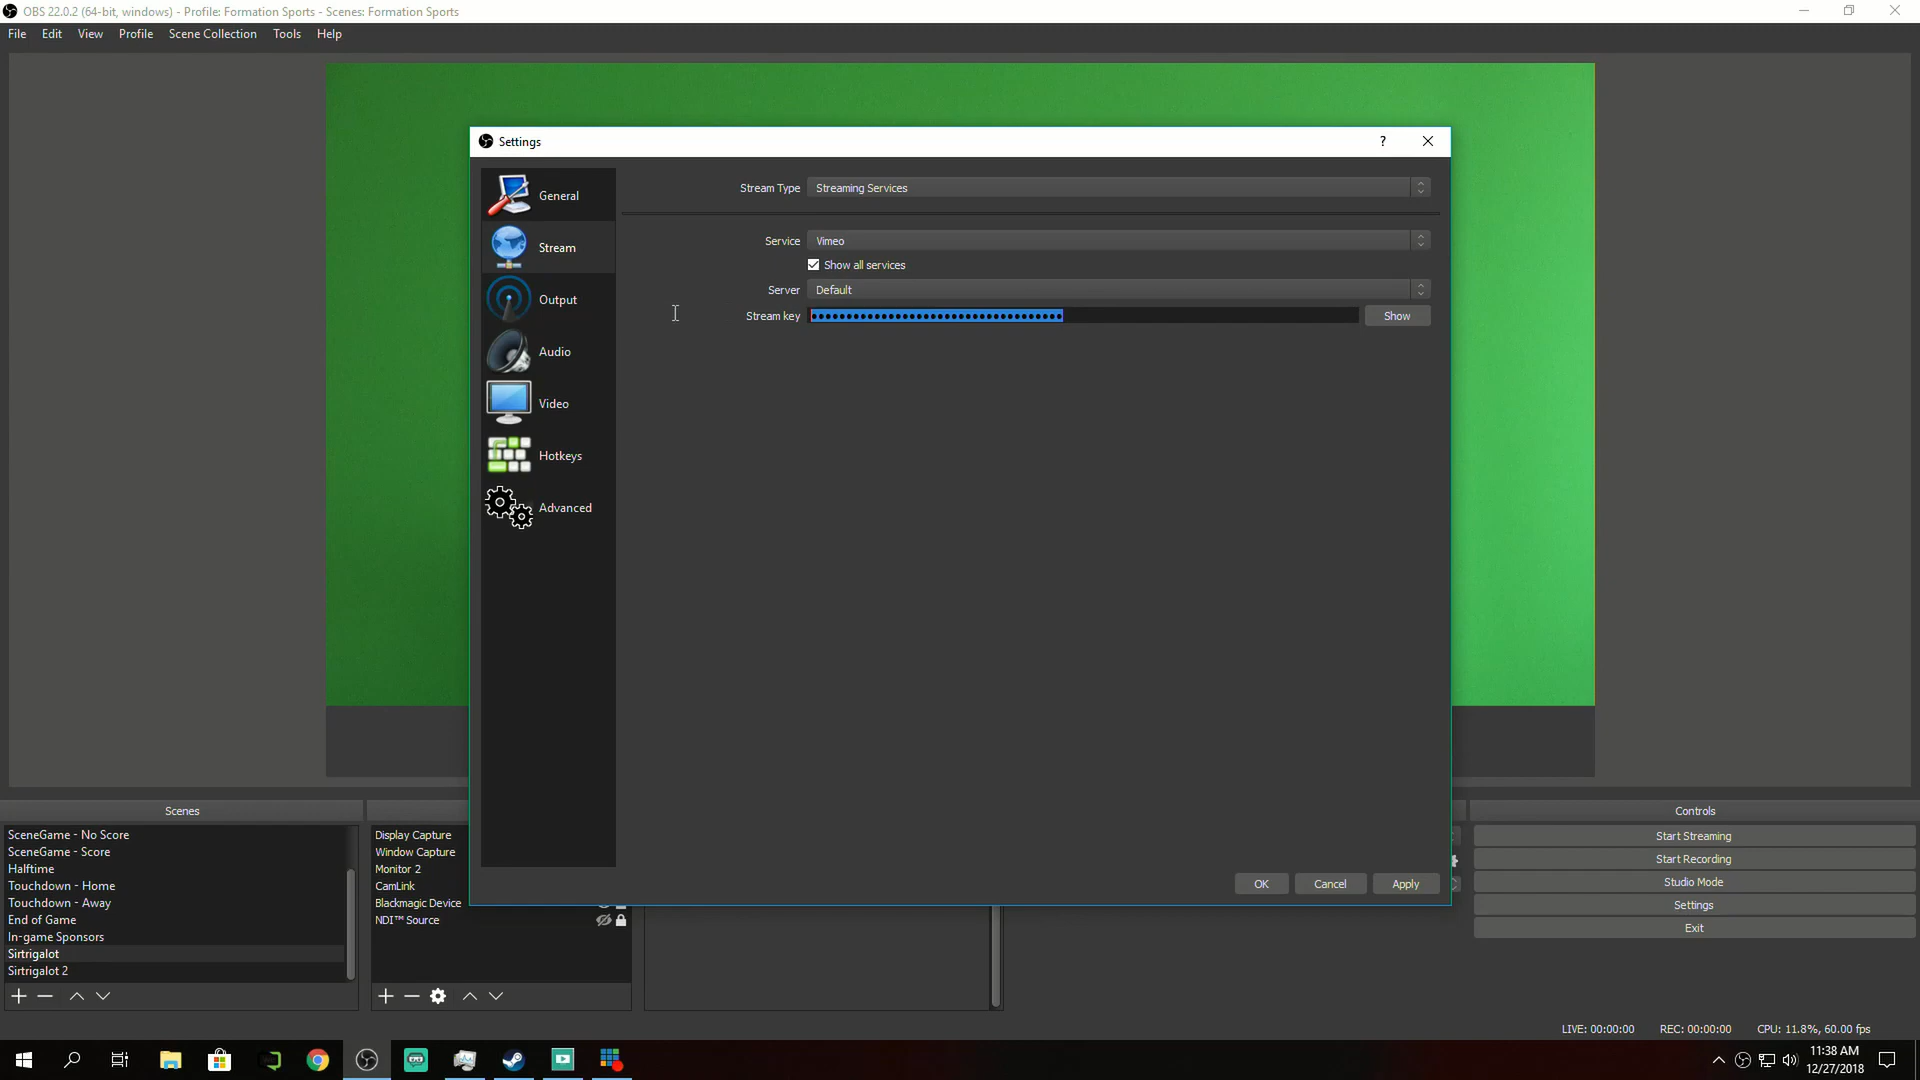 OBS 22.0.2 (64-bit, windows) - Profile: Formation Sports - Scenes: Formation Sports
File Edit View Profile Scene Collection Tools Help
Settings ?
General
Stream
Output
Audio
Video
Hotkeys
Advanced
Stream Type Streaming Services
Service Vimeo
Show all services
Server Default
Stream key Show
OK Cancel Apply
Scenes
SceneGame - No Score
SceneGame - Score
Halftime
Touchdown - Home
Touchdown - Away
End of Game
In-game Sponsors
Sirtrigalot
Sirtrigalot 2
Display Capture
Window Capture
Monitor 2
CamLink
Blackmagic Device
NDI™ Source
Controls
Start Streaming
Start Recording
Studio Mode
Settings
Exit
LIVE: 00:00:00 REC: 00:00:00 CPU: 11.8%, 60.00 fps
11:38 AM
12/27/2018